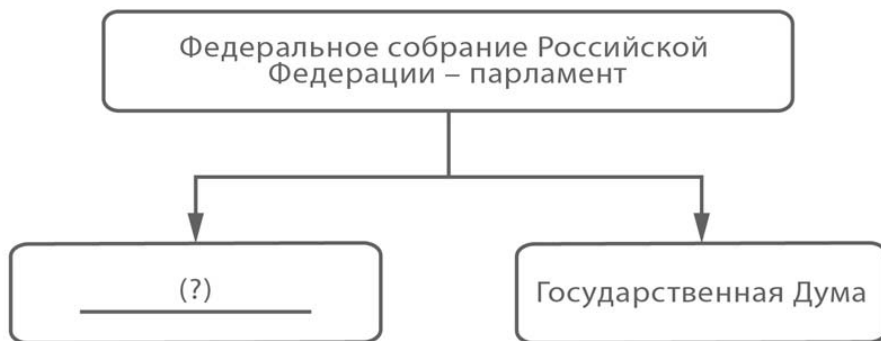 Федеральное собрание Российской
Федерации – парламент
(?)
Государственная Дума